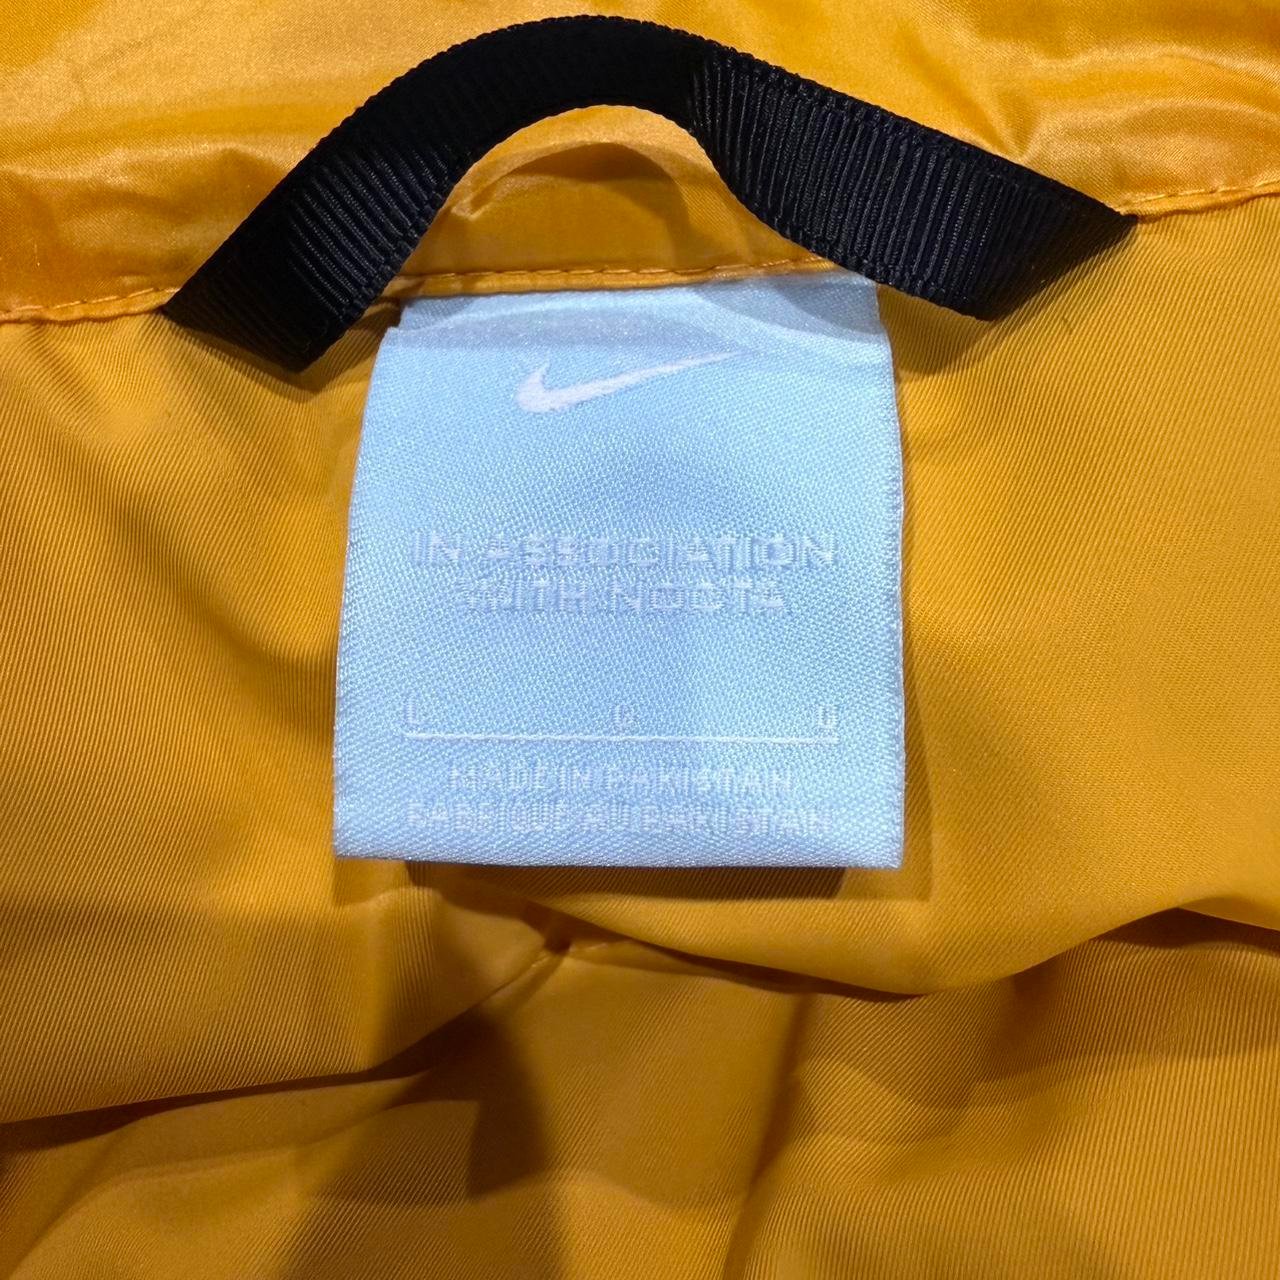 IN ASSOCIATION
WITH NOCTA
L G G
MADE IN PAKISTAN
FABRIQUÉ AU PAKISTAN